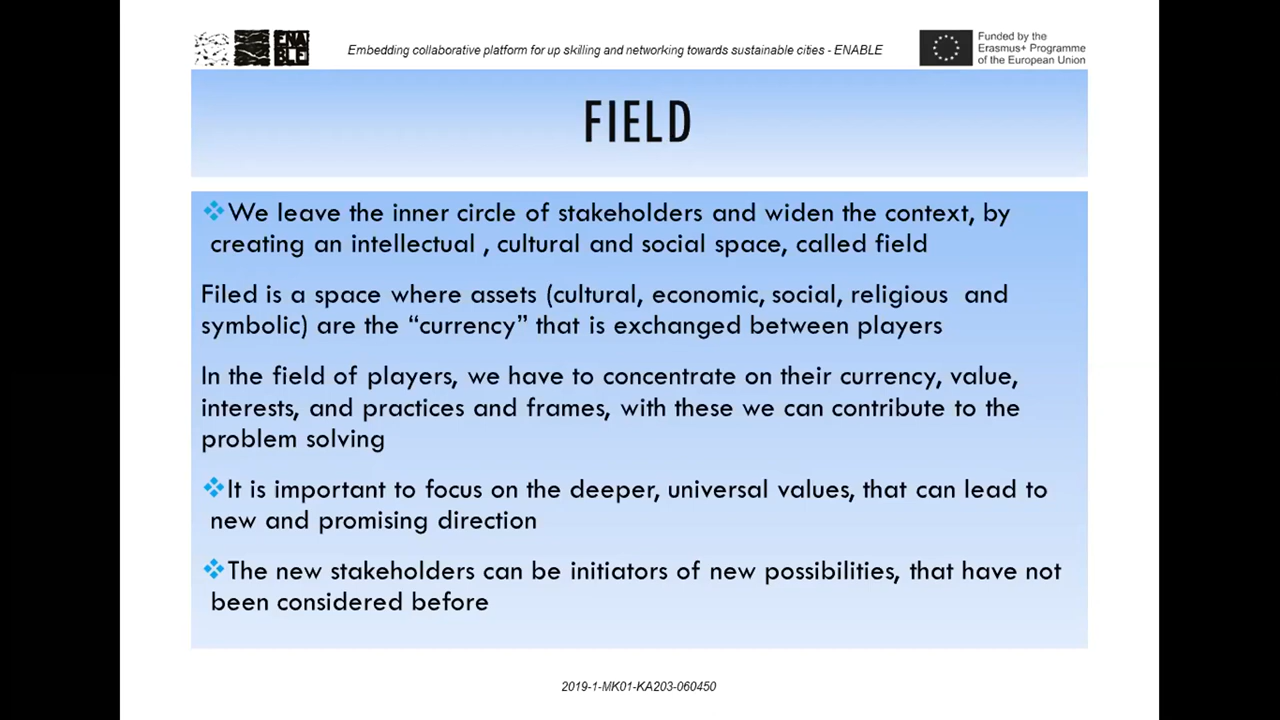 ENA
BLE
Embedding collaborative platform for up skilling and networking towards sustainable cities - ENABLE
Funded by the
Erasmus+ Programme
of the European Union
FIELD
❖We leave the inner circle of stakeholders and widen the context, by
creating an intellectual , cultural and social space, called field
Filed is a space where assets (cultural, economic, social, religious and
symbolic) are the “currency” that is exchanged between players
In the field of players, we have to concentrate on their currency, value,
interests, and practices and frames, with these we can contribute to the
problem solving
❖It is important to focus on the deeper, universal values, that can lead to
new and promising direction
❖The new stakeholders can be initiators of new possibilities, that have not
been considered before
2019-1-MK01-KA203-060450